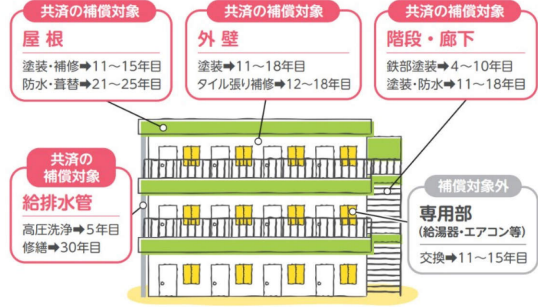 共済の補償対象
屋根
塗装・補修➡11〜15年目
防水・葺替➡21〜25年目
共済の補償対象
外壁
塗装➡11〜18年目
タイル張り補修➡12〜18年目
共済の補償対象
階段・廊下
鉄部塗装➡4〜10年目
塗装・防水➡11〜18年目
共済の
補償対象
給排水管
高圧洗浄➡5年目
修繕➡30年目
補償対象外
専用部
(給湯器・エアコン等)
交換➡11〜15年目